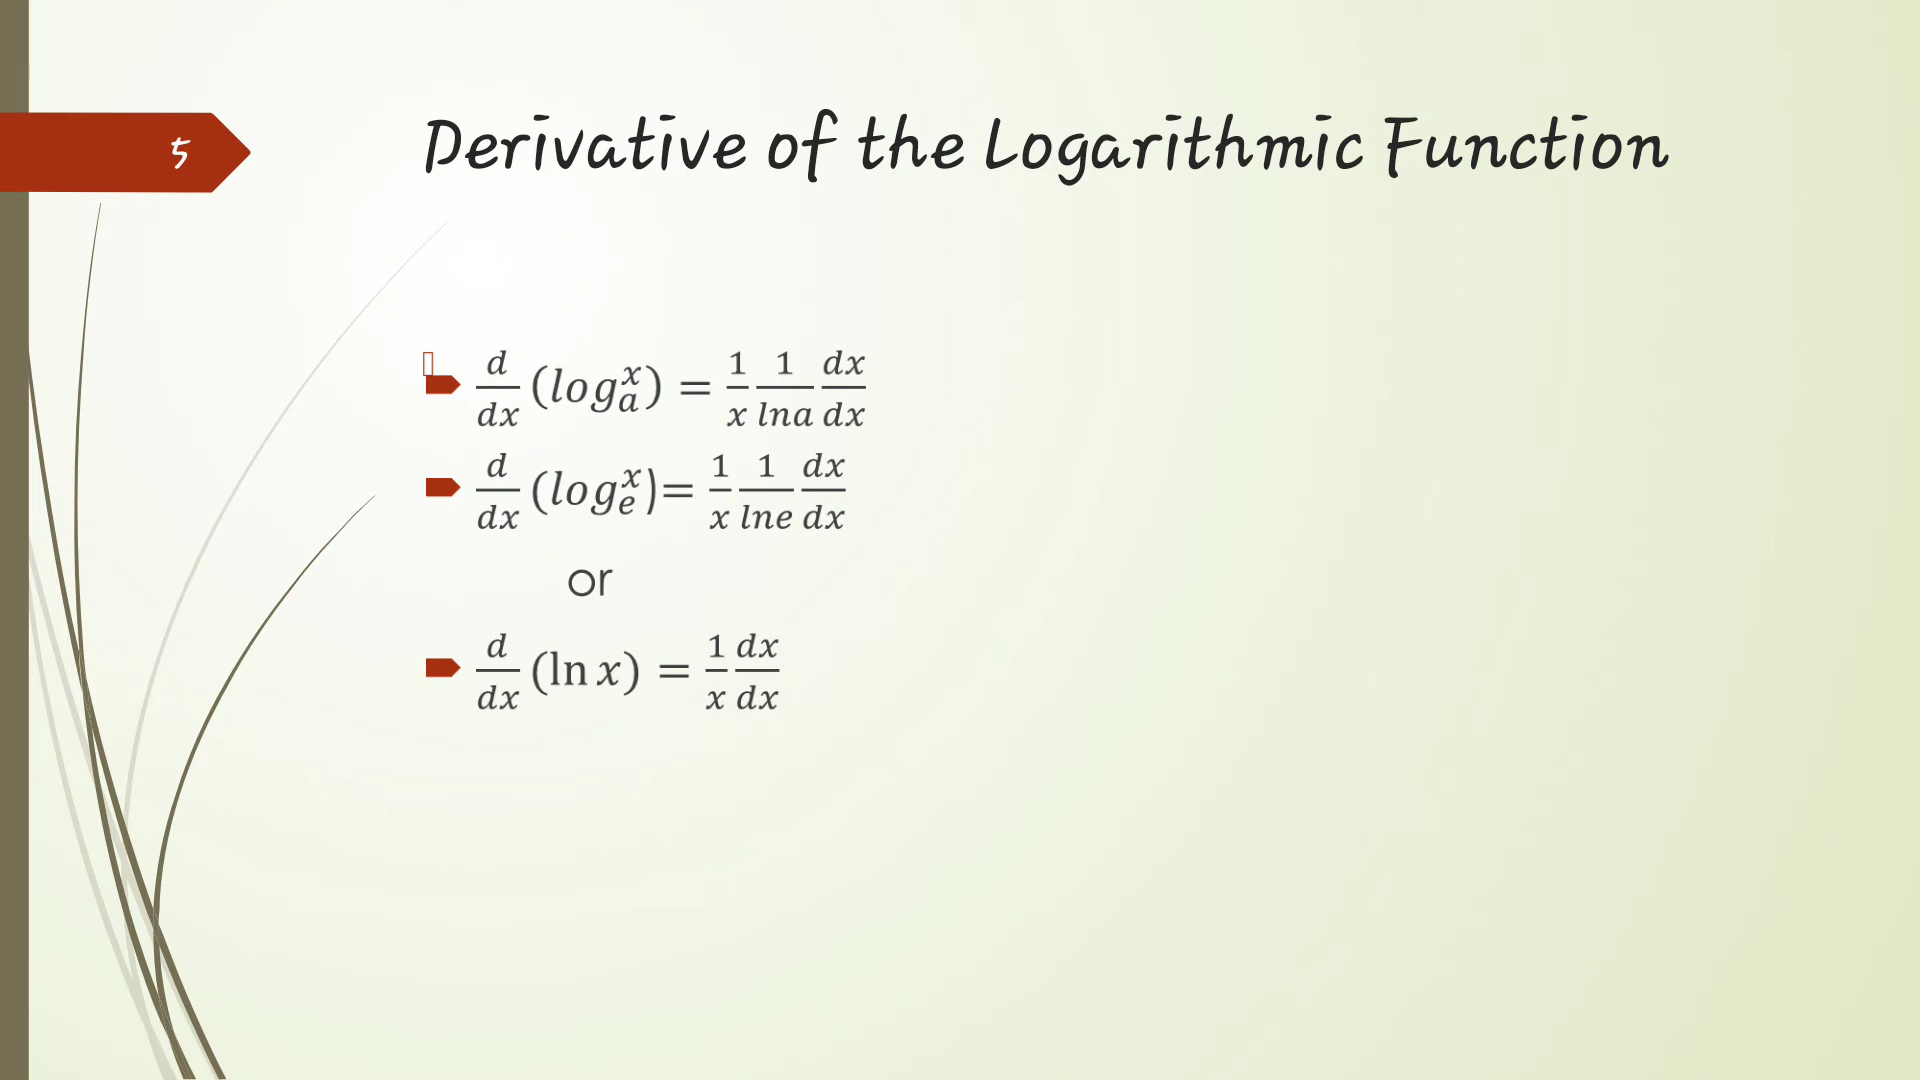 5
Derivative of the Logarithmic Function
d/dx (log_a^x) = 1/x 1/lna dx/dx
d/dx (log_e^x)= 1/x 1/lne dx/dx
or
d/dx (ln x) = 1/x dx/dx